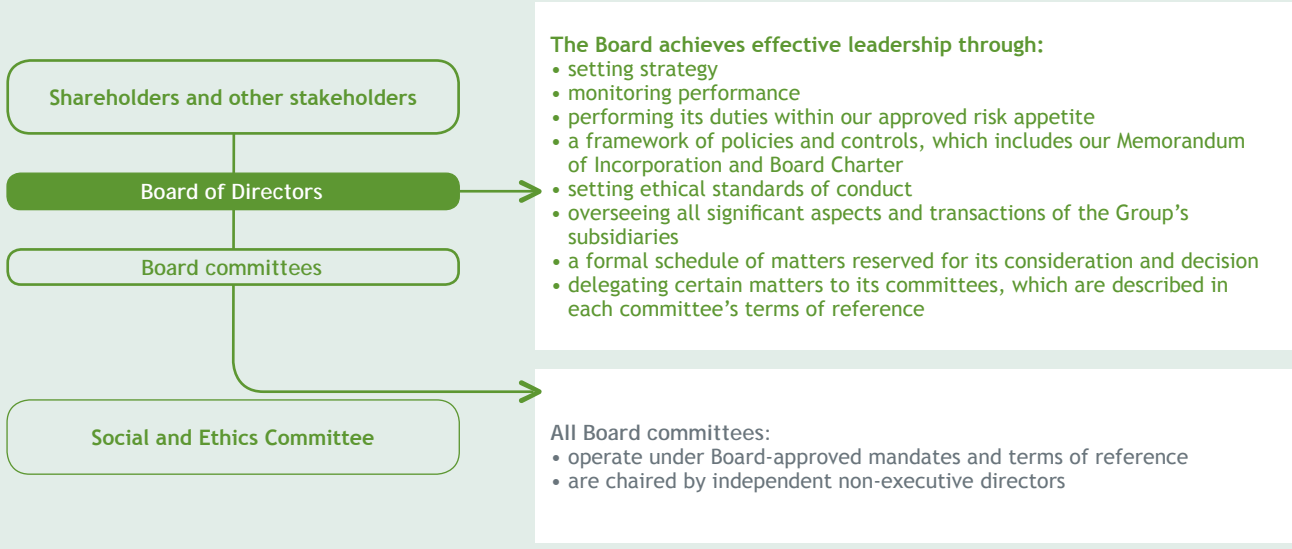 Shareholders and other stakeholders
Board of Directors
Board committees
Social and Ethics Committee
The Board achieves effective leadership through:
• setting strategy
• monitoring performance
• performing its duties within our approved risk appetite
• a framework of policies and controls, which includes our Memorandum
of Incorporation and Board Charter
• setting ethical standards of conduct
• overseeing all significant aspects and transactions of the Group’s
subsidiaries
• a formal schedule of matters reserved for its consideration and decision
• delegating certain matters to its committees, which are described in
each committee’s terms of reference
All Board committees:
• operate under Board-approved mandates and terms of reference
• are chaired by independent non-executive directors